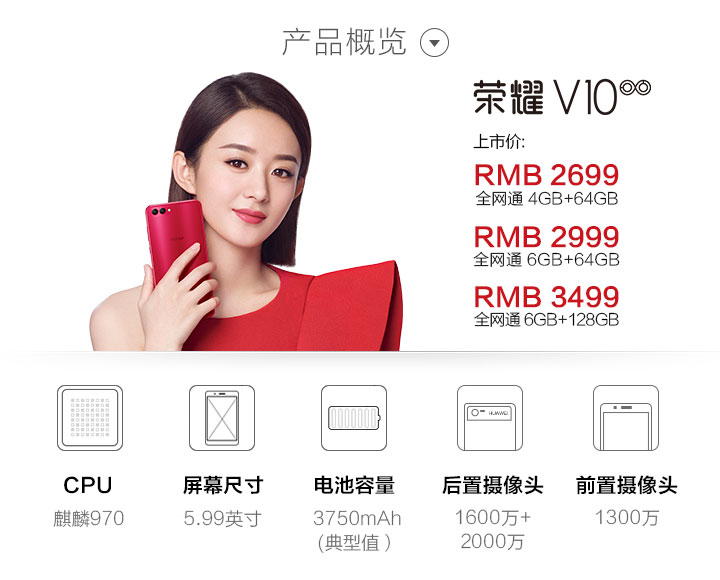 产品概览
荣耀 V10
上市价:
RMB 2699
全网通 4GB+64GB
RMB 2999
全网通 6GB+64GB
RMB 3499
全网通 6GB+128GB
HUAWEI
CPU
屏幕尺寸
电池容量
后置摄像头
前置摄像头
麒麟970
5.99英寸
3750mAh
(典型值 )
1600万+
2000万
1300万